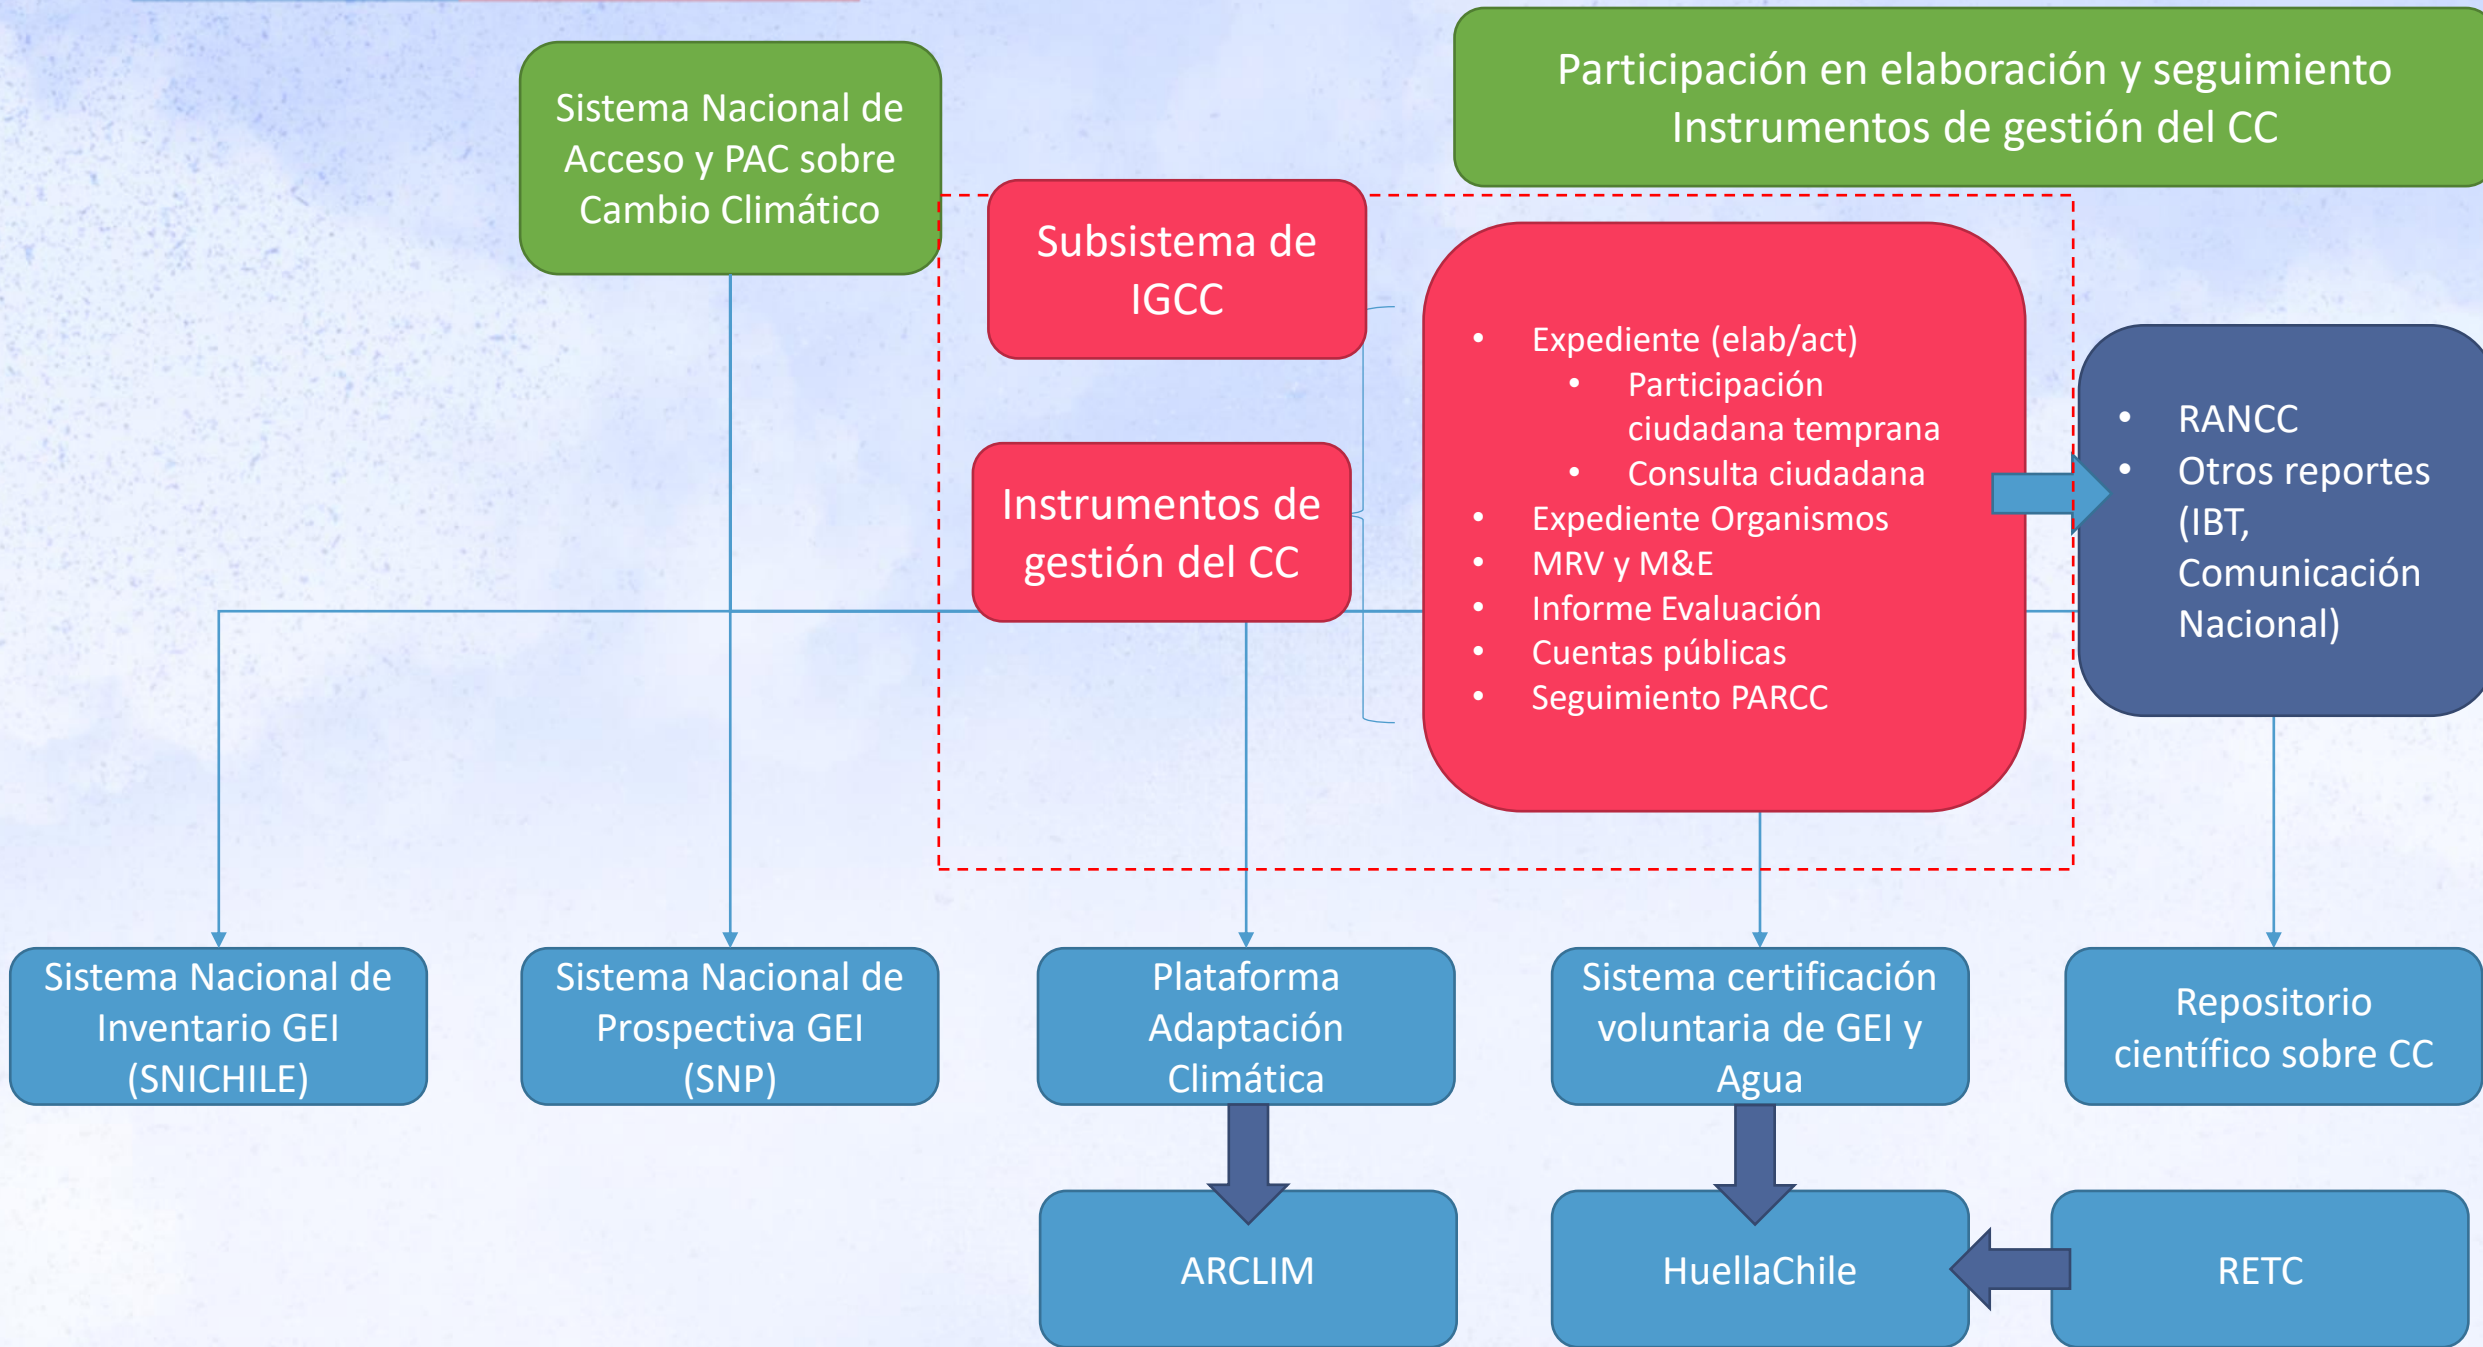 Sistema Nacional de
Acceso y PAC sobre
Cambio Climático
Participación en elaboración y seguimiento
Instrumentos de gestión del CC
Subsistema de
IGCC
Instrumentos de
gestión del CC
• Expediente (elab/act)
• Participación
ciudadana temprana
• Consulta ciudadana
• Expediente Organismos
• MRV y M&E
• Informe Evaluación
• Cuentas públicas
• Seguimiento PARCC
• RANCC
• Otros reportes
(IBT,
Comunicación
Nacional)
Sistema Nacional de
Inventario GEI
(SNICHILE)
Sistema Nacional de
Prospectiva GEI
(SNP)
Plataforma
Adaptación
Climática
Sistema certificación
voluntaria de GEI y
Agua
Repositorio
científico sobre CC
ARCLIM
HuellaChile
RETC